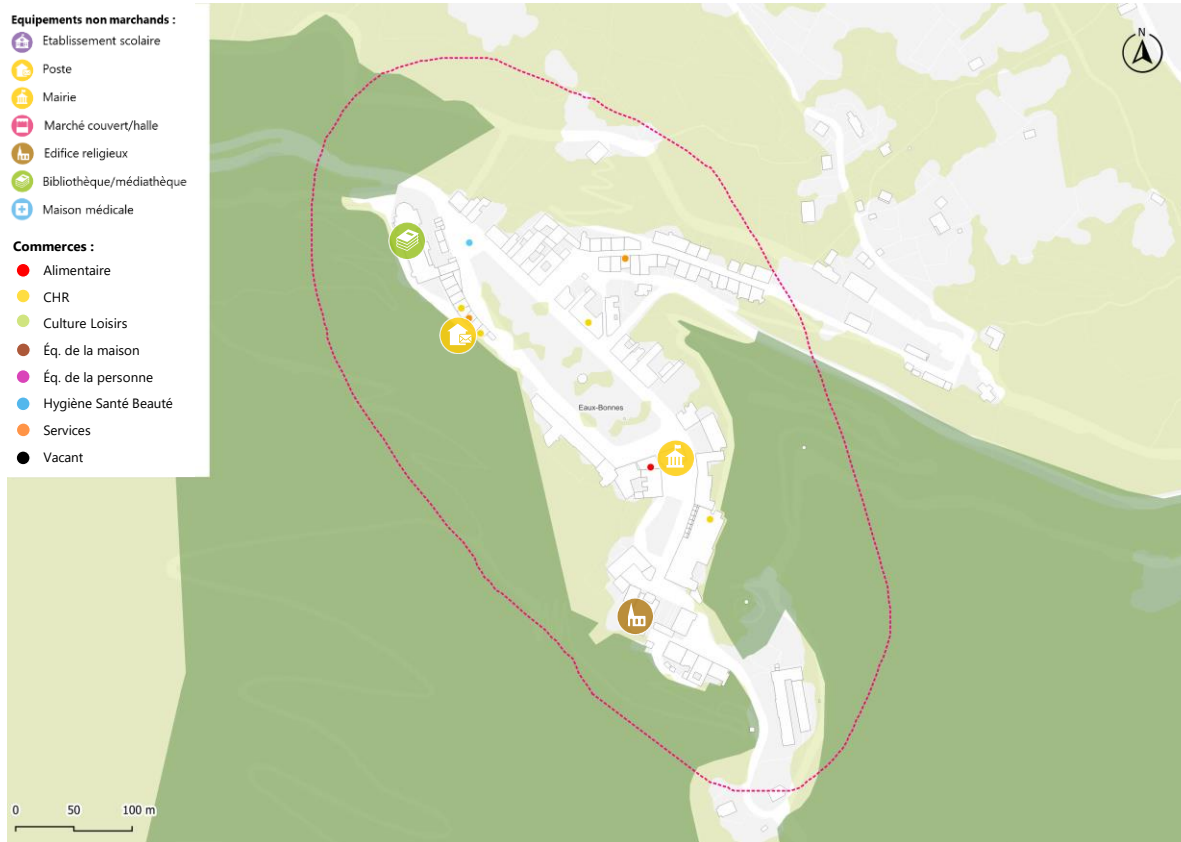 Equipements non marchands :
Etablissement scolaire
Poste
Mairie
Marché couvert/halle
Edifice religieux
Bibliothèque/médiathèque
Maison médicale
Commerces :
Alimentaire
CHR
Culture Loisirs
Éq. de la maison
Éq. de la personne
Hygiène Santé Beauté
Services
Vacant
N
Eaux-Bonnes
0 50 100 m